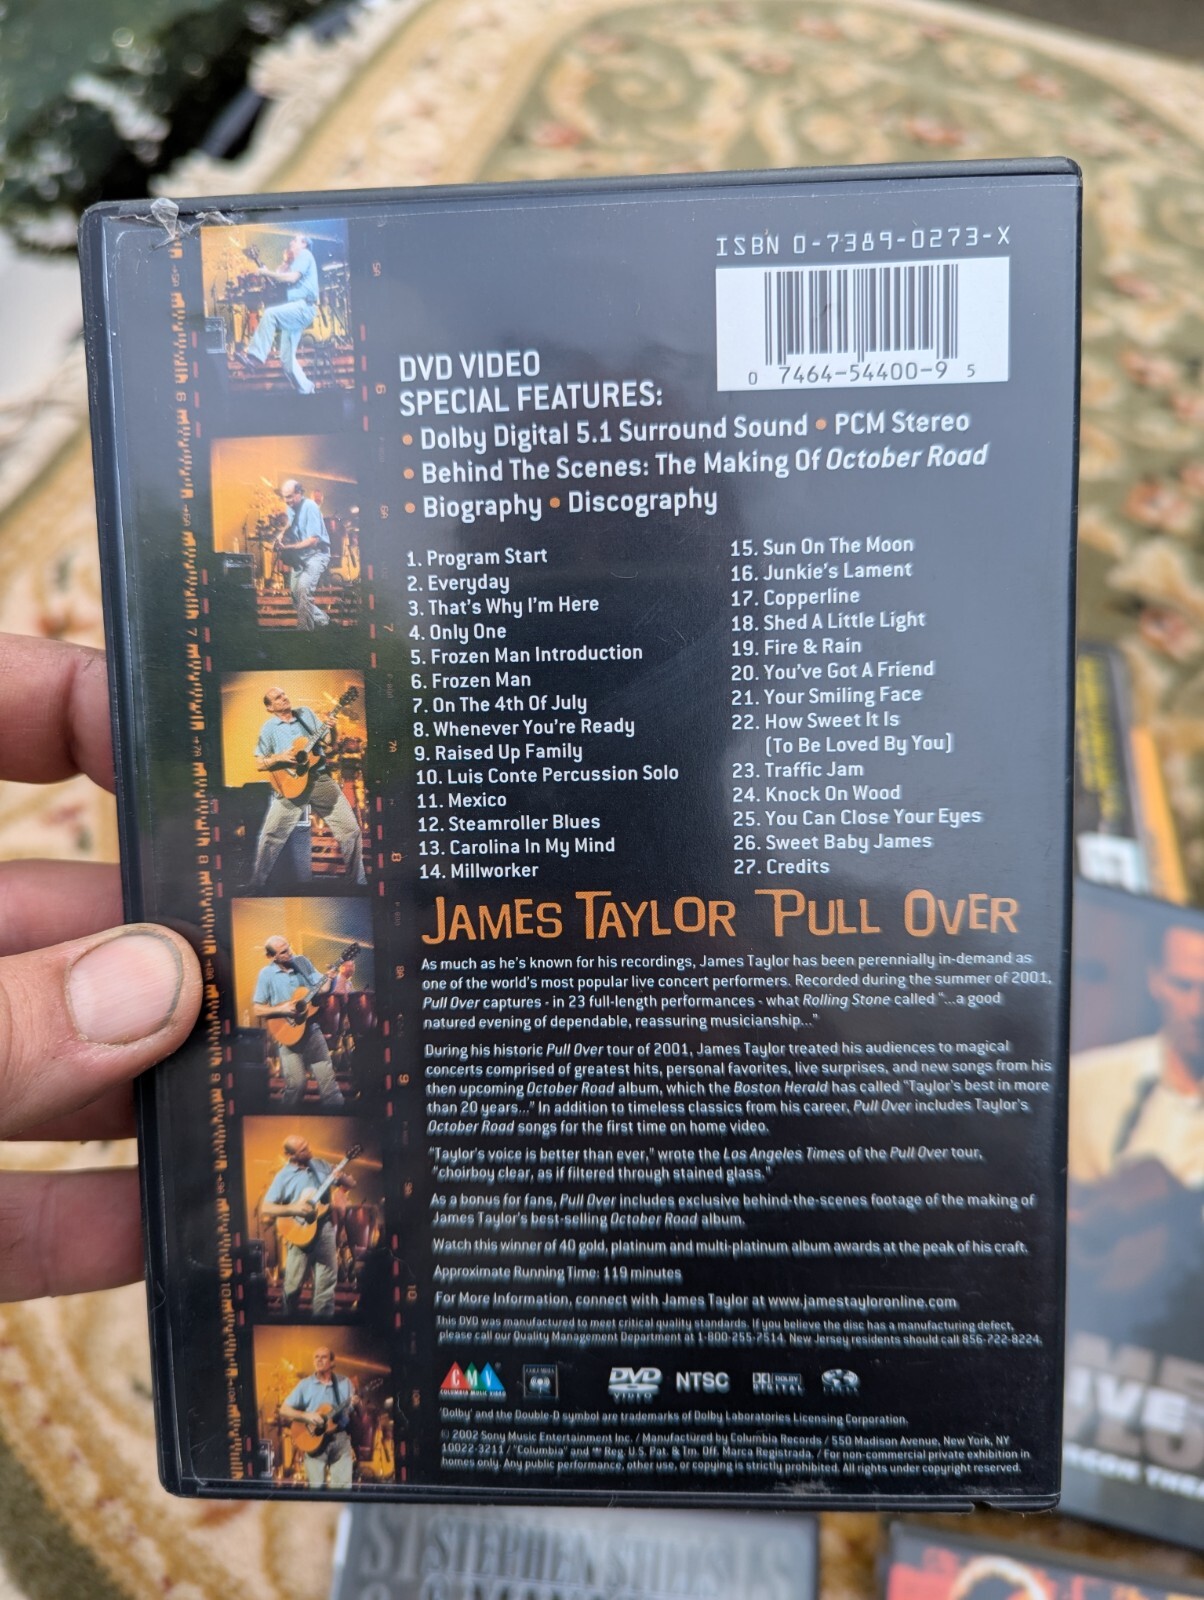 ISBN 0-7389-0273-X
0 7464-54400-9 5
DVD VIDEO
SPECIAL FEATURES:
• Dolby Digital 5.1 Surround Sound • PCM Stereo
• Behind The Scenes: The Making Of October Road
• Biography • Discography
1. Program Start
2. Everyday
3. That's Why I'm Here
4. Only One
5. Frozen Man Introduction
6. Frozen Man
7. On The 4th Of July
8. Whenever You're Ready
9. Raised Up Family
10. Luis Conte Percussion Solo
11. Mexico
12. Steamroller Blues
13. Carolina In My Mind
14. Millworker
15. Sun On The Moon
16. Junkie's Lament
17. Copperline
18. Shed A Little Light
19. Fire & Rain
20. You've Got A Friend
21. Your Smiling Face
22. How Sweet It Is
(To Be Loved By You)
23. Traffic Jam
24. Knock On Wood
25. You Can Close Your Eyes
26. Sweet Baby James
27. Credits
JAMES TAYLOR PULL OVER
As much as he's known for his recordings, James Taylor has been perennially in-demand as
one of the world's most popular live concert performers. Recorded during the summer of 2001,
Pull Over captures - in 23 full-length performances - what Rolling Stone called "...a good
natured evening of dependable, reassuring musicianship..."
During his historic Pull Over tour of 2001, James Taylor treated his audiences to magical
concerts comprised of greatest hits, personal favorites, live surprises, and new songs from his
then upcoming October Road album, which the Boston Herald has called "Taylor's best in more
than 20 years..." In addition to timeless classics from his career, Pull Over includes Taylor's
October Road songs for the first time on home video.
"Taylor's voice is better than ever," wrote the Los Angeles Times of the Pull Over tour,
"choirboy clear, as if filtered through stained glass."
As a bonus for fans, Pull Over includes exclusive behind-the-scenes footage of the making of
James Taylor's best-selling October Road album.
Watch this winner of 40 gold, platinum and multi-platinum album awards at the peak of his craft.
Approximate Running Time: 119 minutes
For More Information, connect with James Taylor at www.jamestayloronline.com
This DVD was manufactured to meet critical quality standards. If you believe the disc has a manufacturing defect,
please call our Quality Management Department at 1-800-255-7514. New Jersey residents should call 856-722-8224.
CMV
COLUMBIA MUSIC VIDEO
COLUMBIA
DVD
VIDEO
NTSC
DOLBY
DIGITAL
'Dolby' and the Double-D symbol are trademarks of Dolby Laboratories Licensing Corporation.
© 2002 Sony Music Entertainment Inc. / Manufactured by Columbia Records / 550 Madison Avenue, New York, NY
10022-3211 / "Columbia" and Reg. U.S. Pat. & Tm. Off. Marca Registrada. / For non-commercial private exhibition in
homes only. Any public performance, other use, or copying is strictly prohibited. All rights under copyright reserved.
STEPHEN